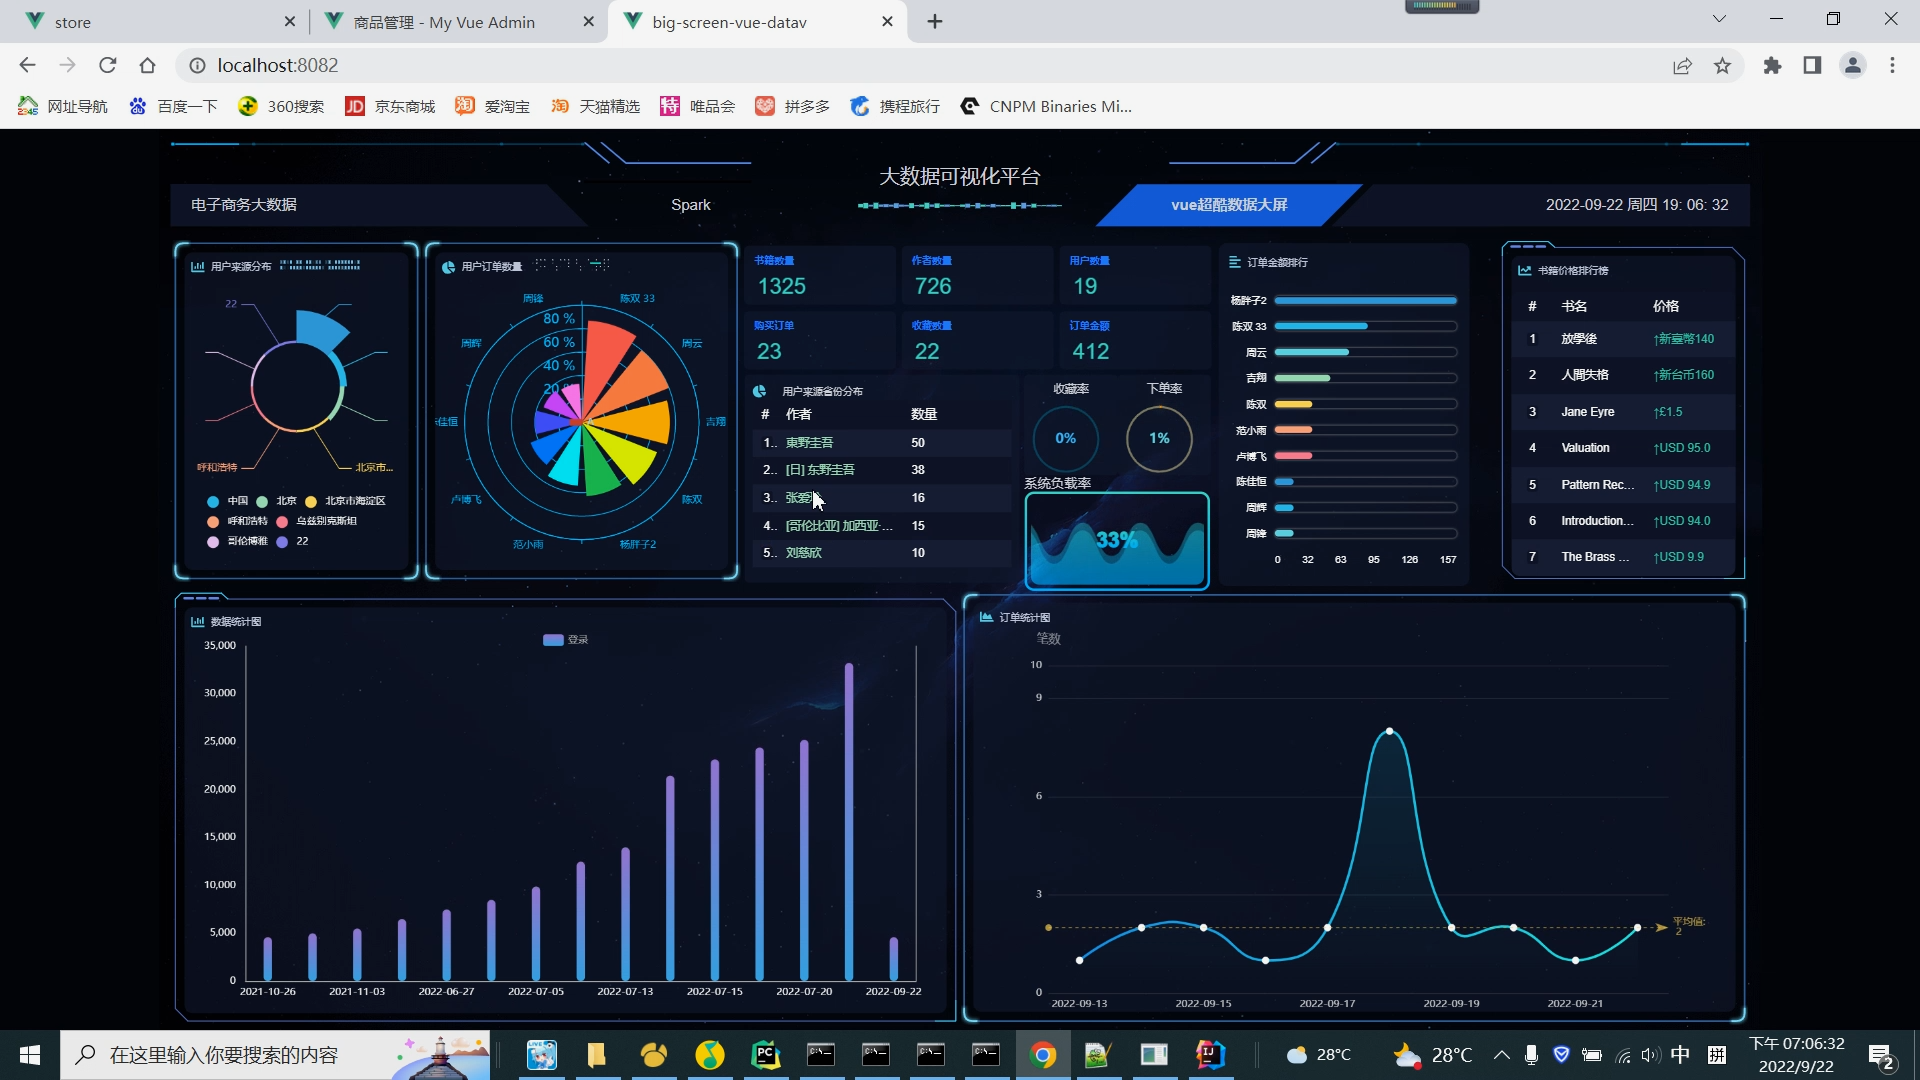 store
商品管理 - My Vue Admin
big-screen-vue-datav
localhost:8082
网址导航
百度一下
360搜索
JD 京东商城
淘 爱淘宝
淘 天猫精选
特 唯品会
拼多多
携程旅行
CNPM Binaries Mi...
大数据可视化平台
电子商务大数据
Spark
vue超酷数据大屏
2022-09-22 周四 19: 06: 32
用户来源分布
22
呼和浩特
北京市...
中国
北京
北京市海淀区
呼和浩特
乌兹别克斯坦
哥伦博雅
22
用户订单数量
周锋
陈双 33
80 %
60 %
40 %
周辉
周云
吉翔
卢博飞
陈双
范小雨
杨胖子2
书籍数量
1325
作者数量
726
用户数量
19
购买订单
23
收藏数量
22
订单金额
412
用户来源省份分布
# 作者 数量
1.. 東野圭吾 50
2.. [日] 东野圭吾 38
3.. 16
4.. [哥伦比亚] 加西亚·... 15
5.. 刘慈欣 10
收藏率
0%
下单率
1%
系统负载率
33%
订单金额排行
杨胖子2
陈双 33
周云
吉翔
陈双
范小雨
卢博飞
陈佳恒
周辉
周锋
0 32 63 95 126 157
书籍价格排行榜
# 书名 价格
1 放學後 ↑新臺幣140
2 人間失格 ↑新台币160
3 Jane Eyre ↑£1.5
4 Valuation ↑USD 95.0
5 Pattern Rec... ↑USD 94.9
6 Introduction... ↑USD 94.0
7 The Brass ... ↑USD 9.9
数据统计图
登录
35,000
30,000
25,000
20,000
15,000
10,000
5,000
0
2021-10-26 2021-11-03 2022-06-27 2022-07-05 2022-07-13 2022-07-15 2022-07-20 2022-09-22
订单统计图
笔数
10
9
6
3
0
平均值:
2
2022-09-13 2022-09-15 2022-09-17 2022-09-19 2022-09-21
在这里输入你要搜索的内容
28°C
28°C
中
拼
下午 07:06:32
2022/9/22
2